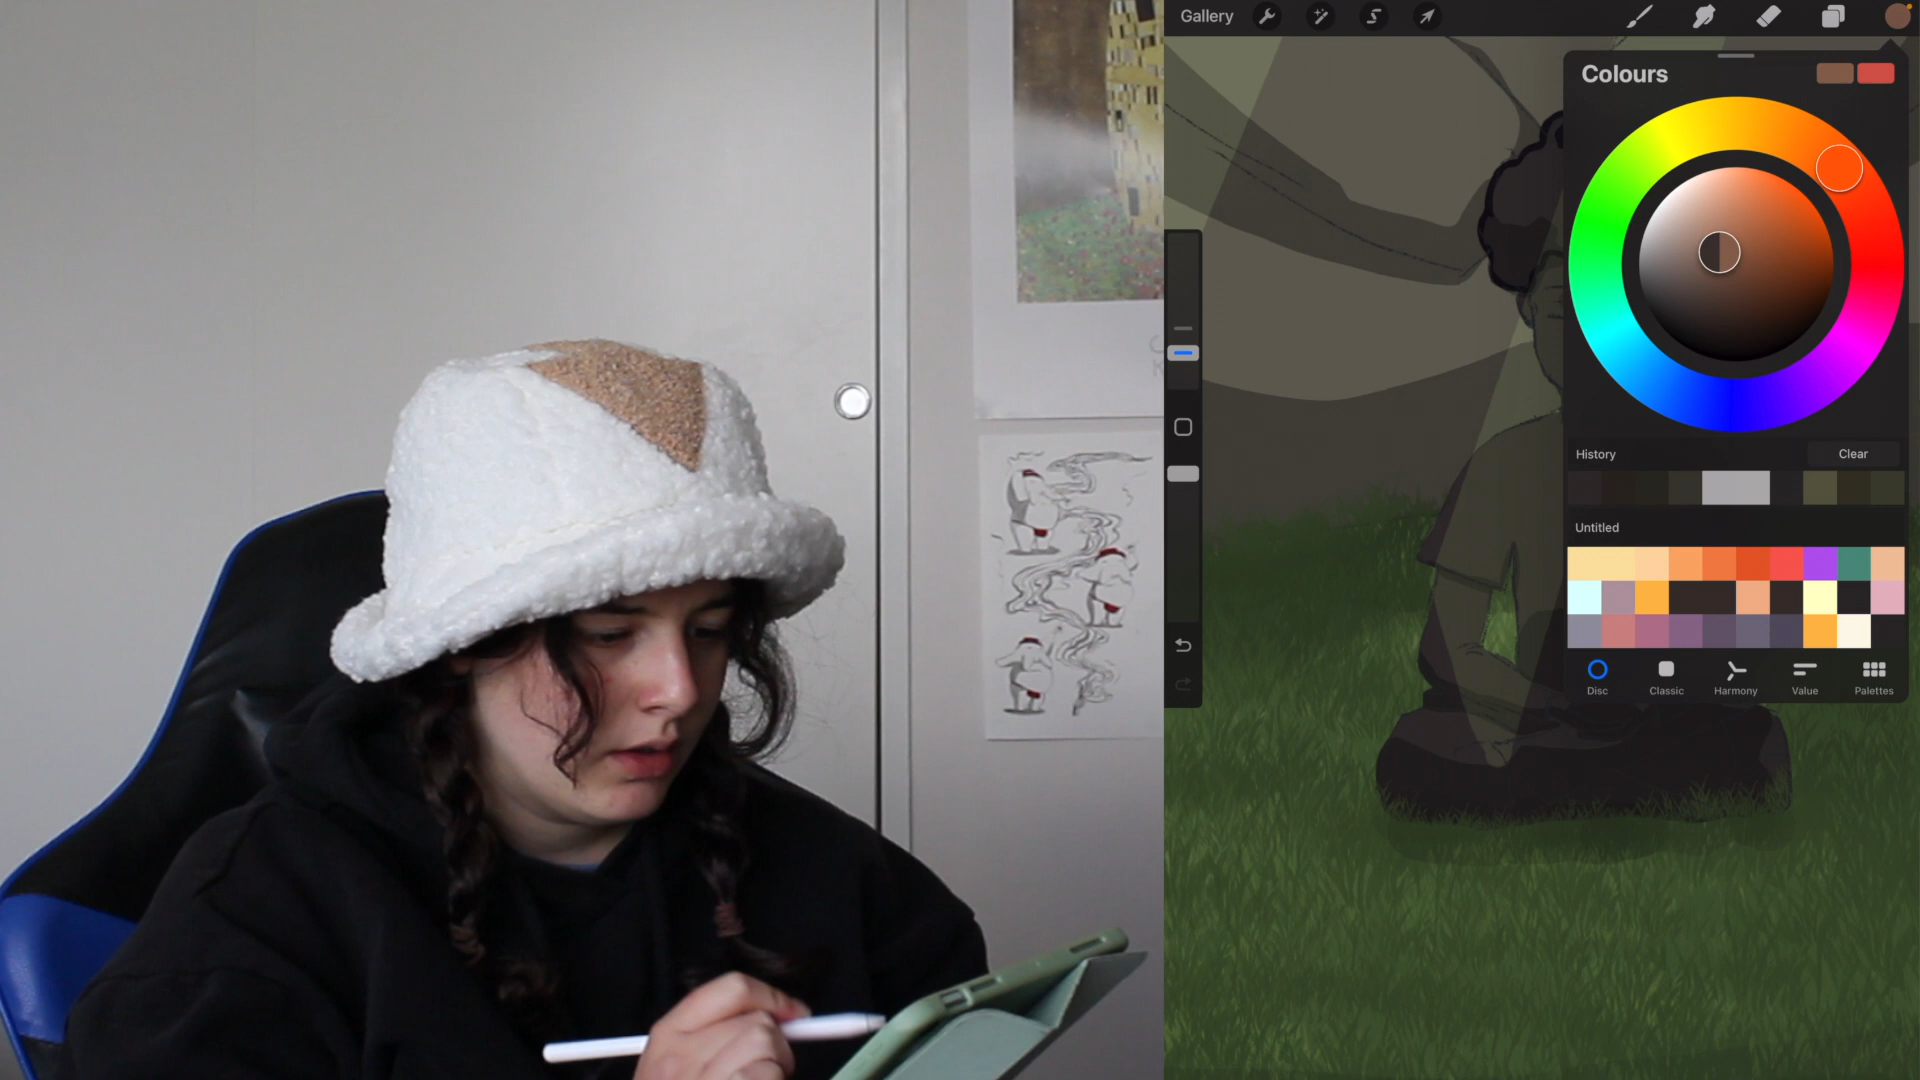 Gallery
Colours
History
Clear
Untitled
Disc
Classic
Harmony
Value
Palettes